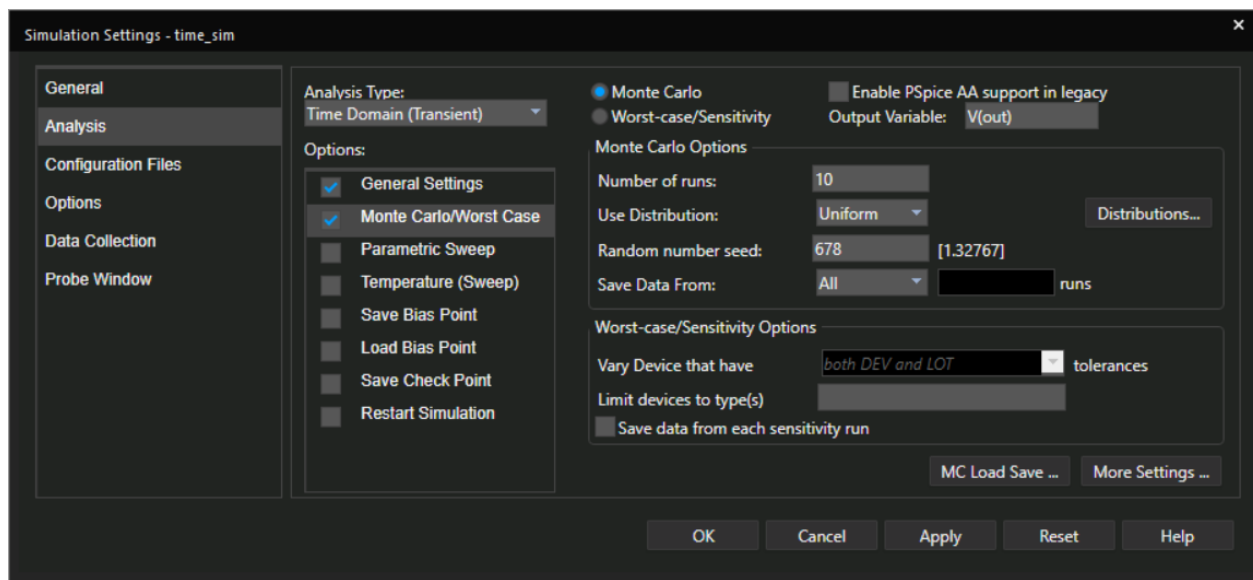 Simulation Settings - time_sim
×
General
Analysis
Configuration Files
Options
Data Collection
Probe Window
Analysis Type:
Time Domain (Transient)
Options:
General Settings
Monte Carlo/Worst Case
Parametric Sweep
Temperature (Sweep)
Save Bias Point
Load Bias Point
Save Check Point
Restart Simulation
Monte Carlo
Enable PSpice AA support in legacy
Worst-case/Sensitivity
Output Variable: V(out)
Monte Carlo Options
Number of runs: 10
Use Distribution: Uniform Distributions...
Random number seed: 678 [1.32767]
Save Data From: All runs
Worst-case/Sensitivity Options
Vary Device that have both DEV and LOT tolerances
Limit devices to type(s)
Save data from each sensitivity run
MC Load Save ... More Settings ...
OK Cancel Apply Reset Help